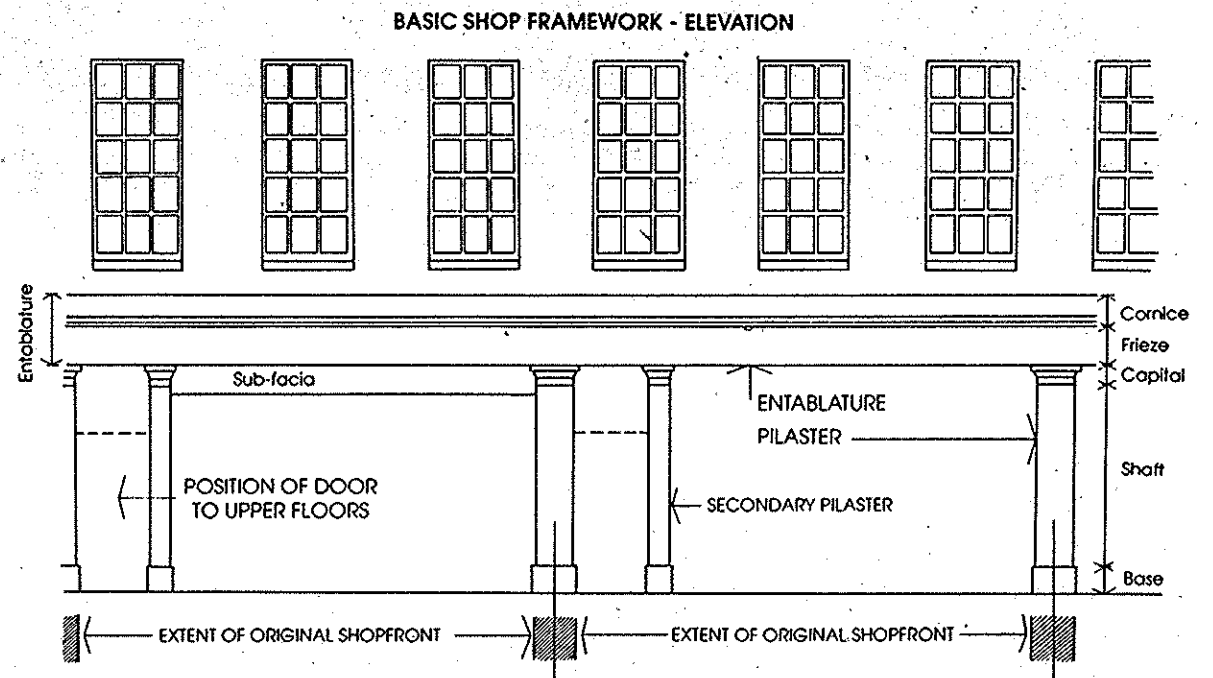 BASIC SHOP FRAMEWORK - ELEVATION
Entablature
Cornice
Frieze
Capital
Sub-facia
ENTABLATURE
PILASTER
Shaft
POSITION OF DOOR
TO UPPER FLOORS
SECONDARY PILASTER
Base
EXTENT OF ORIGINAL SHOPFRONT
EXTENT OF ORIGINAL SHOPFRONT